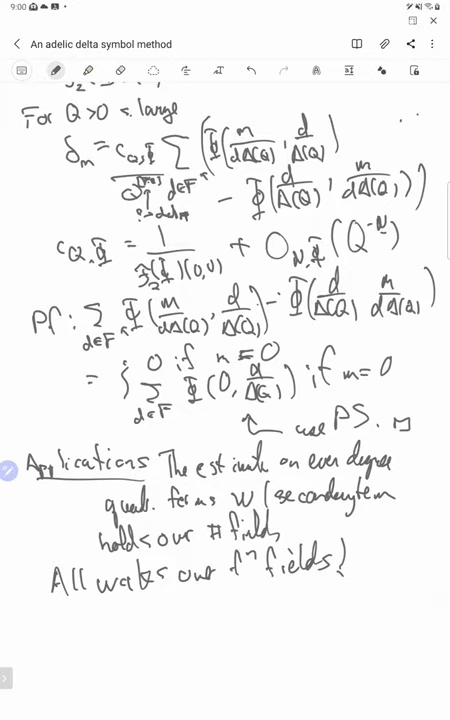 9:00
An adelic delta symbol method
For Q>0 s. large
δ_m = c_{Q,Φ} Σ_{d∈F^×} (Φ(m/dΔ(Q), d/Δ(Q))
− Φ(d/Δ(Q), m/dΔ(Q)))
c_{Q,Φ} = 1/F_2(Φ)(0,0) + O_{N,Φ}(Q^{-N})
Pf: Σ_{d∈F^×} Φ(m/dΔ(Q), d/Δ(Q)) − Φ(d/Δ(Q) m/dΔ(Q))
= { 0 if
Σ_{d∈F} Φ(0, d/Δ(Q)) if m=0
use PS. □
Applications The estimate on even degree
quad. forms w/ secondary term
holds over # fields
All works over fn fields!